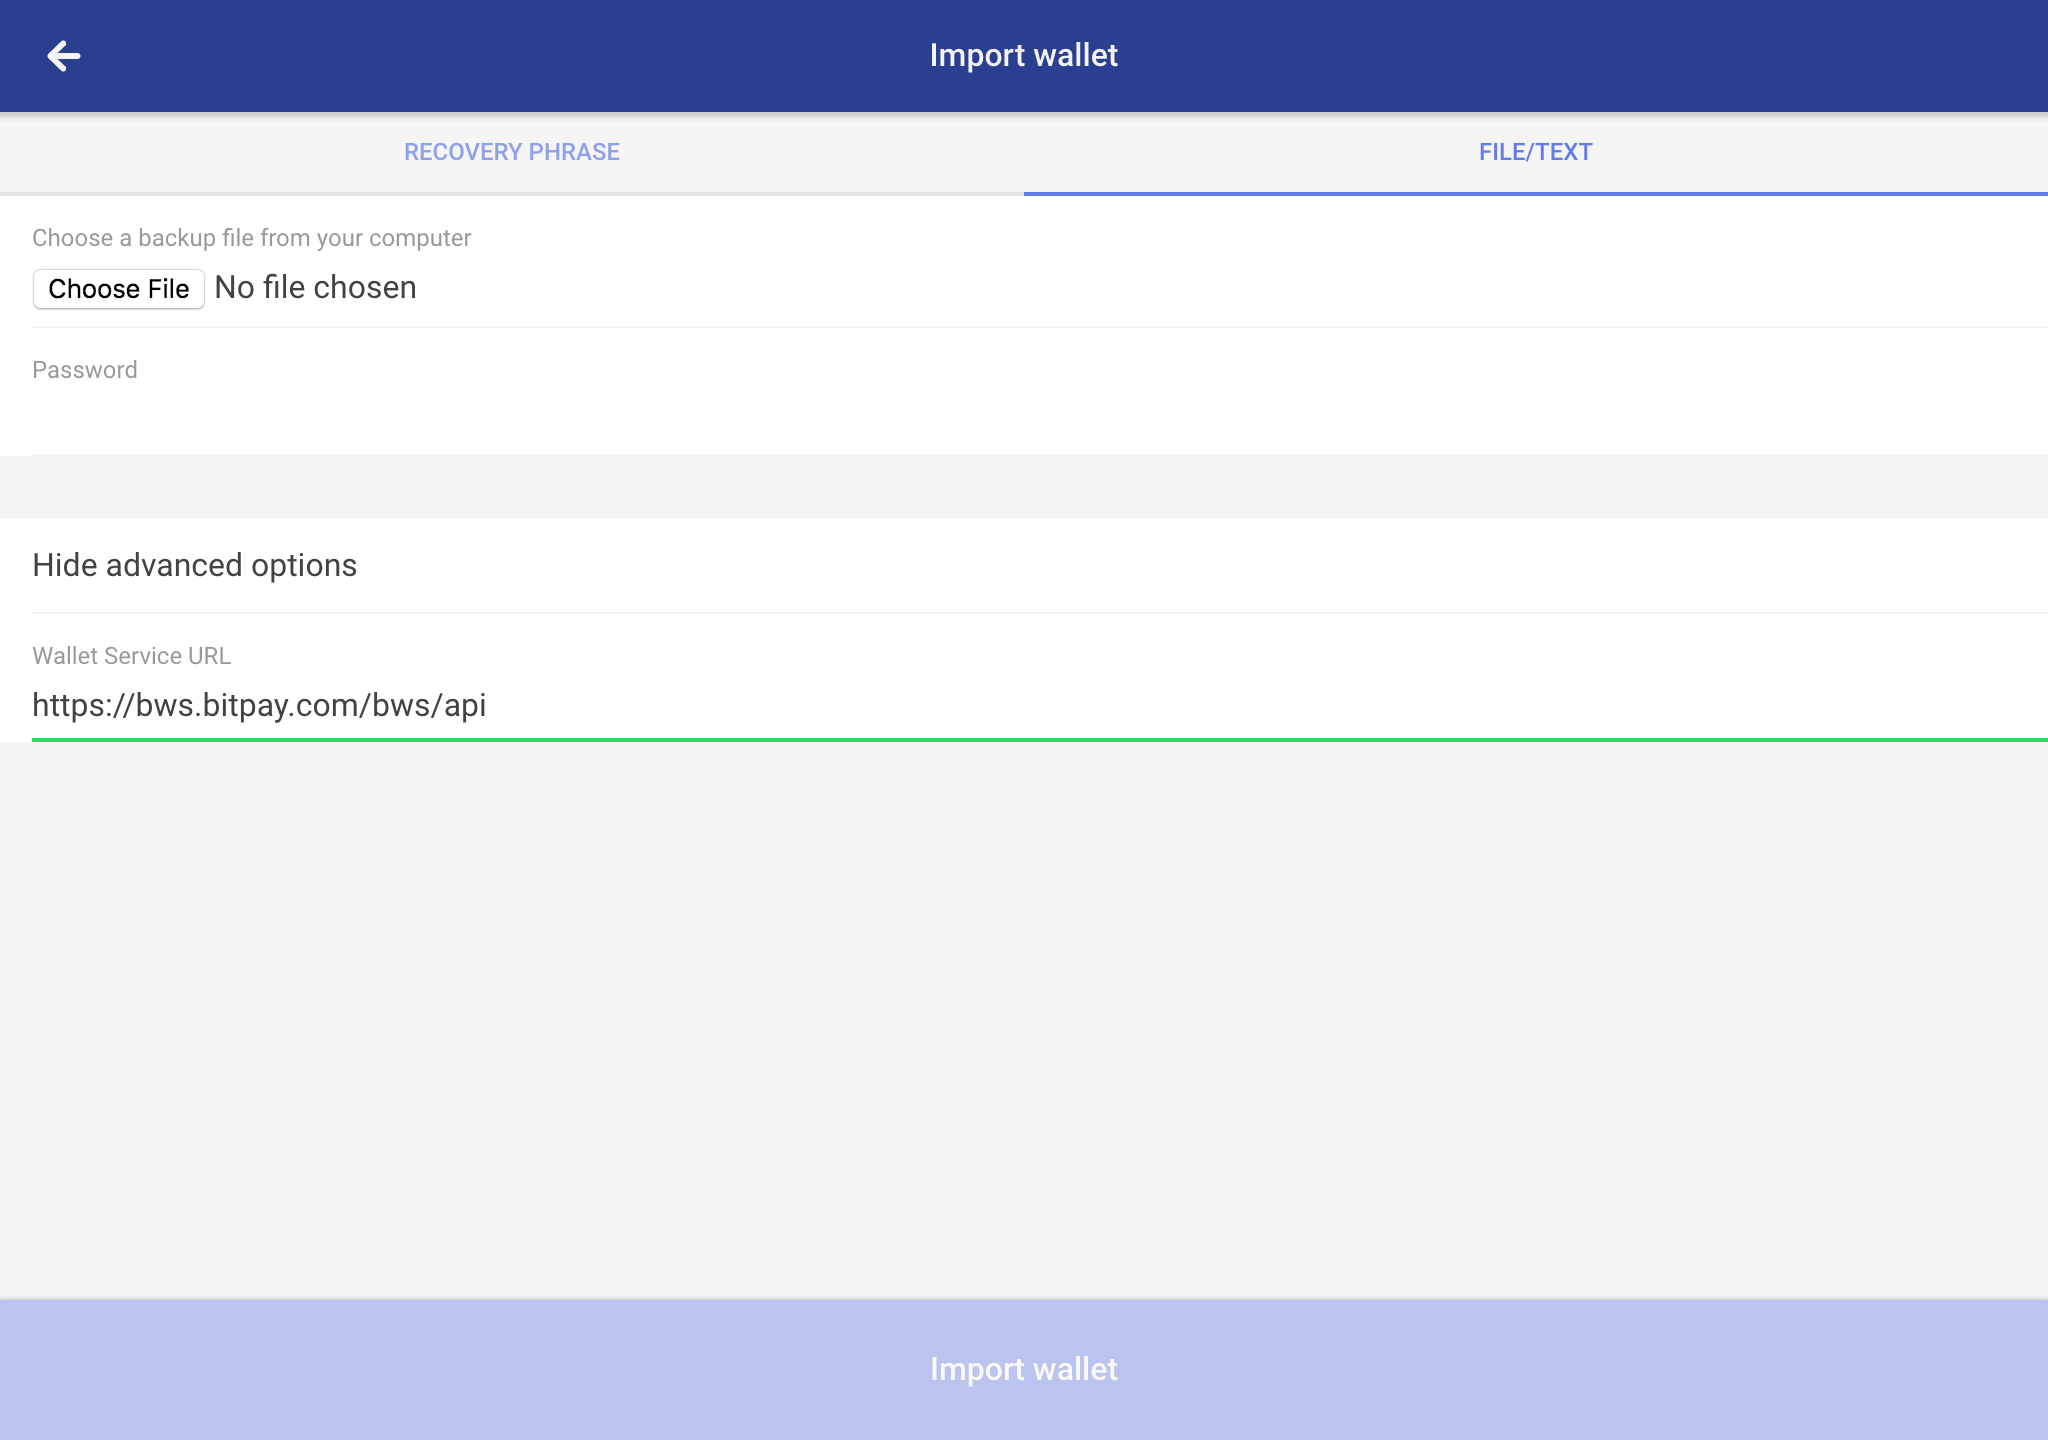 Import wallet
RECOVERY PHRASE
FILE/TEXT
Choose a backup file from your computer
Choose File No file chosen
Password
Hide advanced options
Wallet Service URL
https://bws.bitpay.com/bws/api
Import wallet